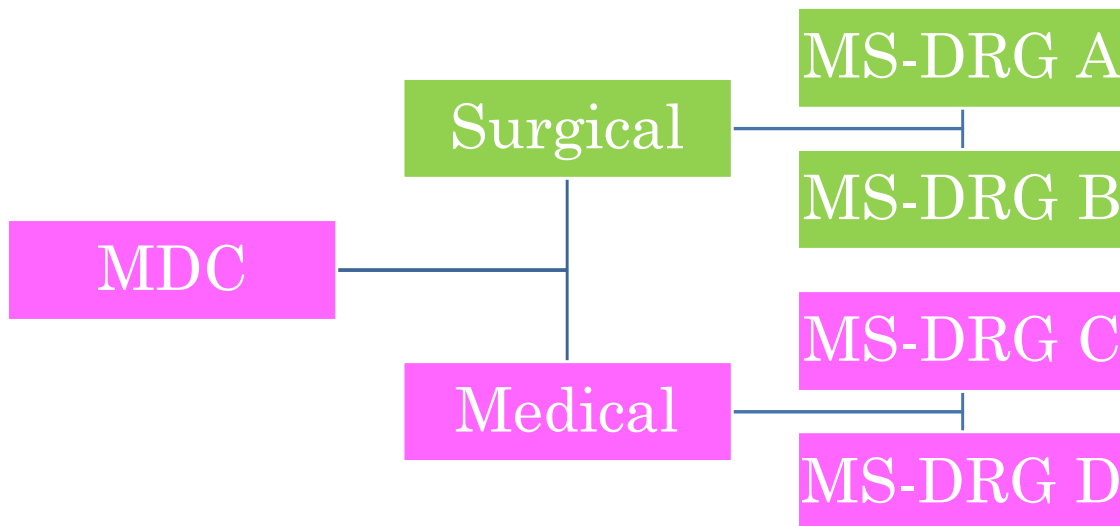 MS-DRG A
Surgical
MS-DRG B
MDC
MS-DRG C
Medical
MS-DRG D